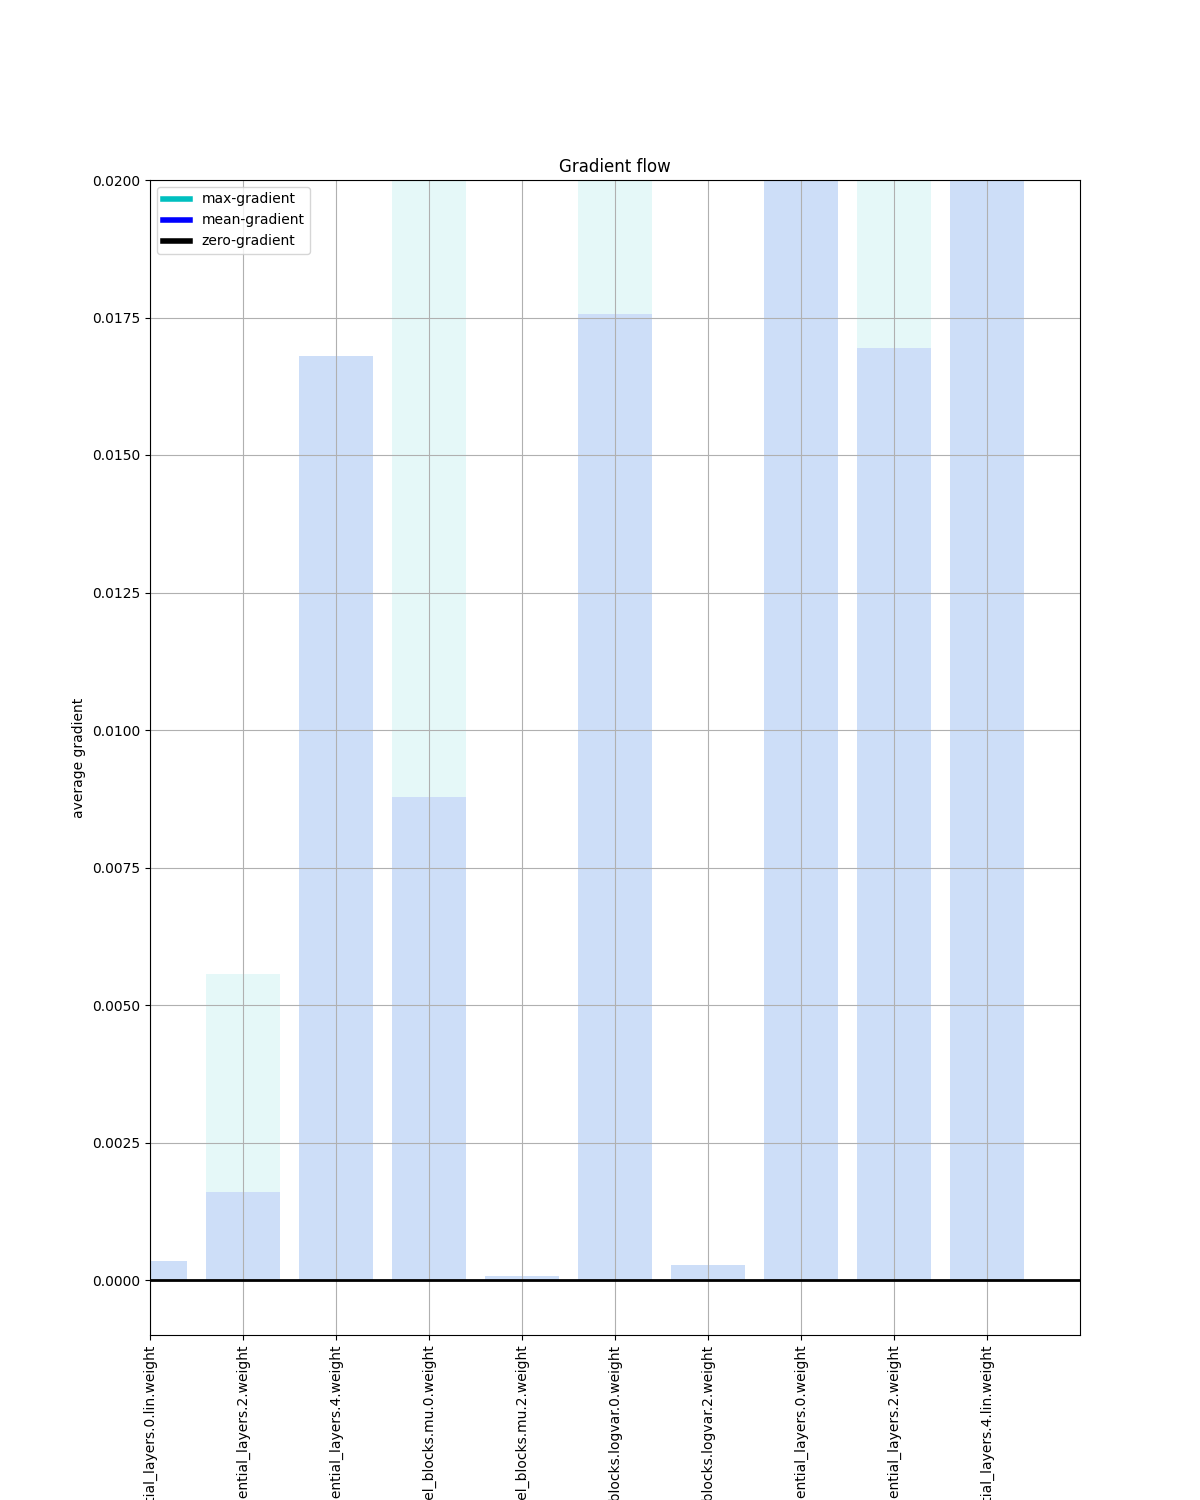 Gradient flow
max-gradient
mean-gradient
zero-gradient
0.0200
0.0175
0.0150
0.0125
0.0100
0.0075
0.0050
0.0025
0.0000
average gradient
tial_layers.0.lin.weight
ential_layers.2.weight
ential_layers.4.weight
el_blocks.mu.0.weight
el_blocks.mu.2.weight
blocks.logvar.0.weight
blocks.logvar.2.weight
ential_layers.0.weight
ential_layers.2.weight
tial_layers.4.lin.weight